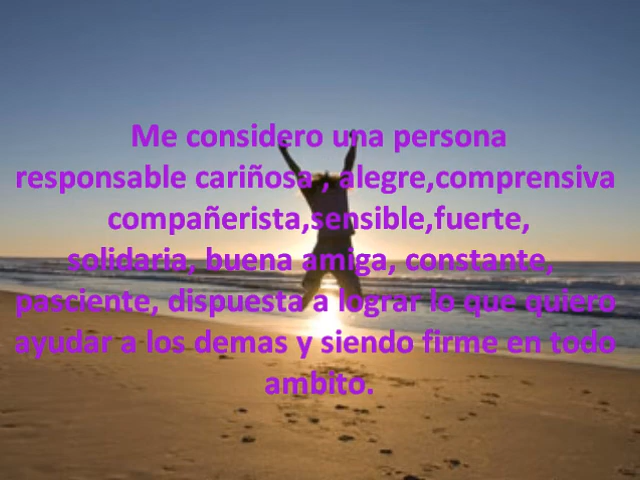 Me considero una persona
responsable cariñosa , alegre,comprensiva
compañerista,sensible,fuerte,
solidaria, buena amiga, constante,
pasciente, dispuesta a lograr lo que quiero
ayudar a los demas y siendo firme en todo
ambito.